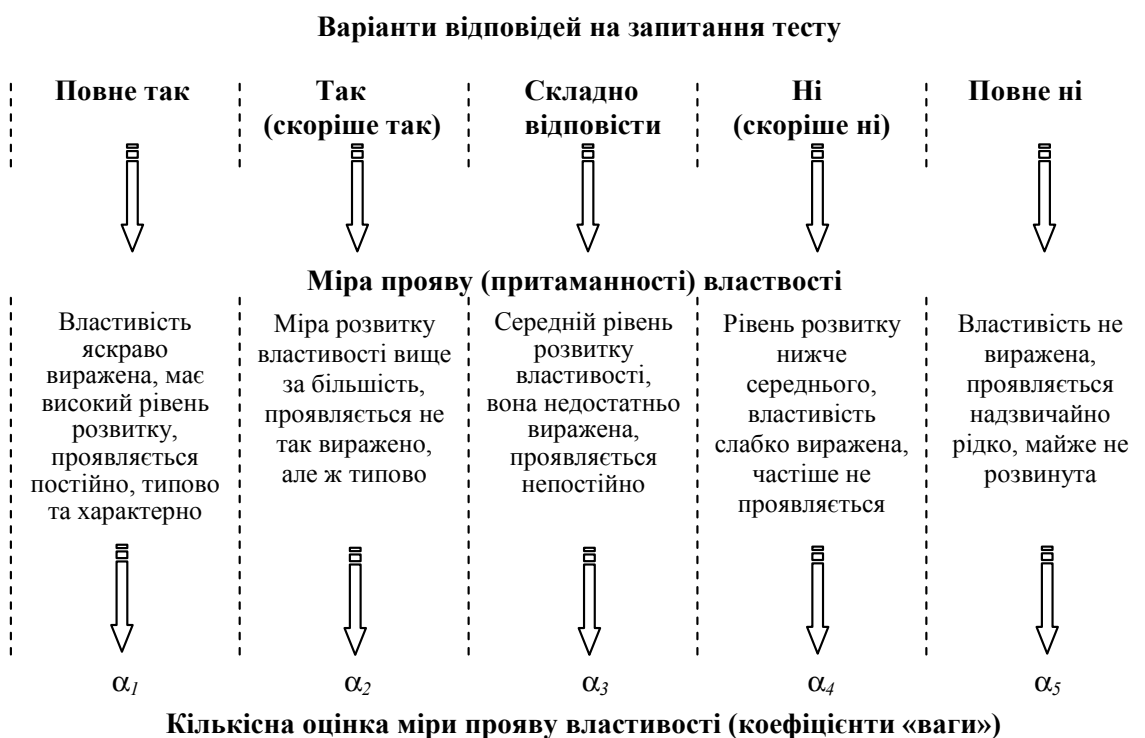 Варіанти відповідей на запитання тесту
Повне так
Так
(скоріше так)
Складно
відповісти
Ні
(скоріше ні)
Повне ні
Міра прояву (притаманності) властвості
Властивість
яскраво
виражена, має
високий рівень
розвитку,
проявляється
постійно, типово
та характерно
Міра розвитку
властивості вище
за більшість,
проявляється не
так виражено,
але ж типово
Середній рівень
розвитку
властивості,
вона недостатньо
виражена,
проявляється
непостійно
Рівень розвитку
нижче
середнього,
властивість
слабко виражена,
частіше не
проявляється
Властивість не
виражена,
проявляється
надзвичайно
рідко, майже не
розвинута
α1
α2
α3
α4
α5
Кількісна оцінка міри прояву властивості (коефіцієнти «ваги»)